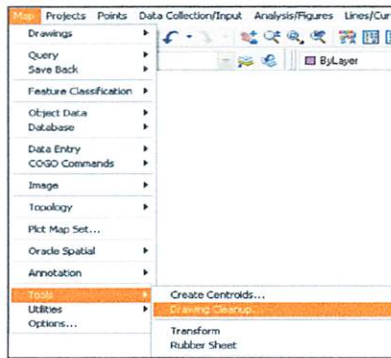 Map Projects Points Data Collection/Input Analysis/Figures Lines/Cur
Drawings
ByLayer
Query
Save Back
Feature Classification
Object Data
Database
Data Entry
COGO Commands
Image
Topology
Plot Map Set...
Oracle Spatial
Annotation
Tools
Create Centroids...
Utilities
Drawing Cleanup...
Options...
Transform
Rubber Sheet